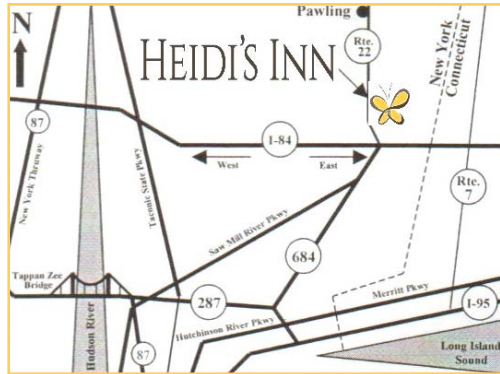 N
Pawling
Rte.
22
HEIDI'S INN
New York
Connecticut
87
I-84
West
East
New York Thruway
Taconic State Pkwy
Rte.
7
Saw Mill River Pkwy
684
Tappan Zee
Bridge
287
Merritt Pkwy
I-95
Hutchinson River Pkwy
Hudson River
87
Long Island
Sound